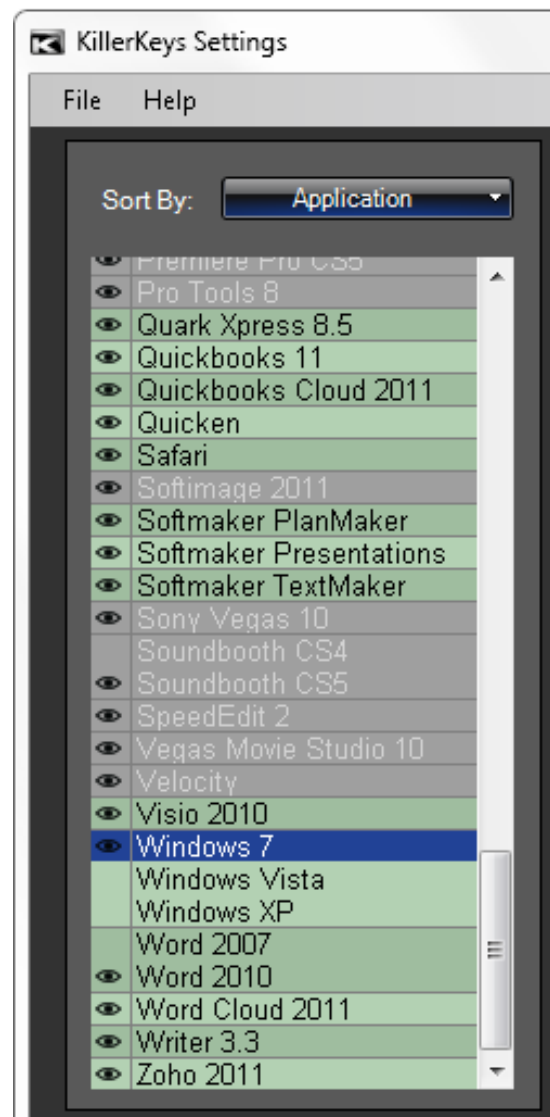 KillerKeys Settings
File Help
Sort By: Application
Premiere Pro CS5
Pro Tools 8
Quark Xpress 8.5
Quickbooks 11
Quickbooks Cloud 2011
Quicken
Safari
Softimage 2011
Softmaker PlanMaker
Softmaker Presentations
Softmaker TextMaker
Sony Vegas 10
Soundbooth CS4
Soundbooth CS5
SpeedEdit 2
Vegas Movie Studio 10
Velocity
Visio 2010
Windows 7
Windows Vista
Windows XP
Word 2007
Word 2010
Word Cloud 2011
Writer 3.3
Zoho 2011